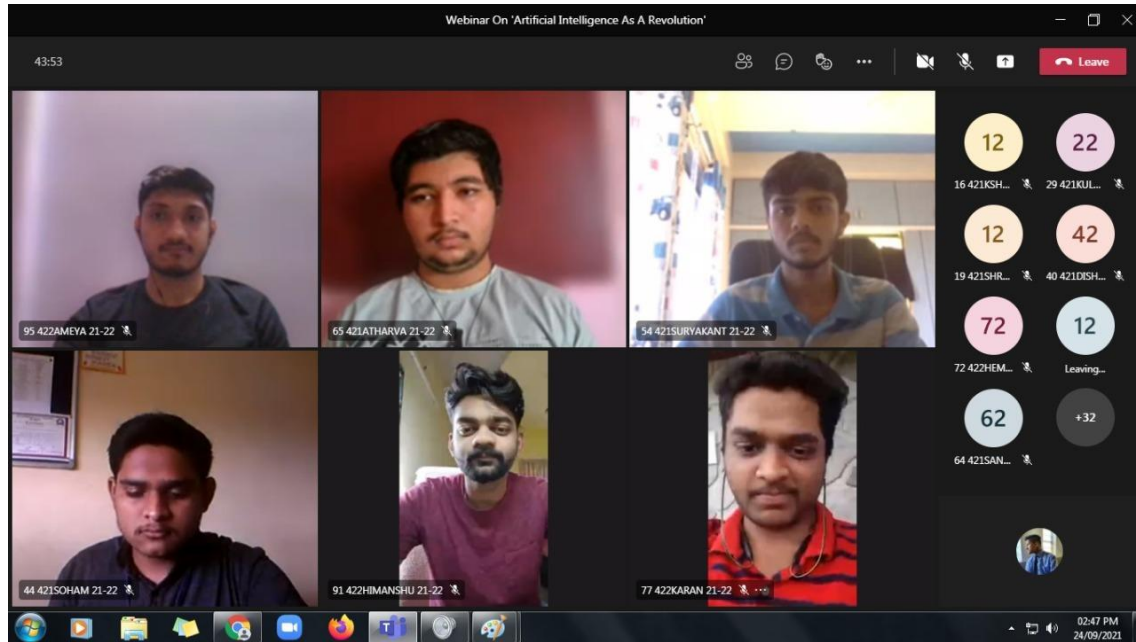 Webinar On 'Artificial Intelligence As A Revolution'
43:53
Leave
95 422AMEYA 21-22
65 421ATHARVA 21-22
54 421SURYAKANT 21-22
44 421SOHAM 21-22
91 422HIMANSHU 21-22
77 422KARAN 21-22
12
22
16 421KSH...
29 421KUL...
12
42
19 421SHR...
40 421DISH...
72
12
72 422HEM...
Leaving...
62
+32
64 421SAN...
02:47 PM
24/09/2021